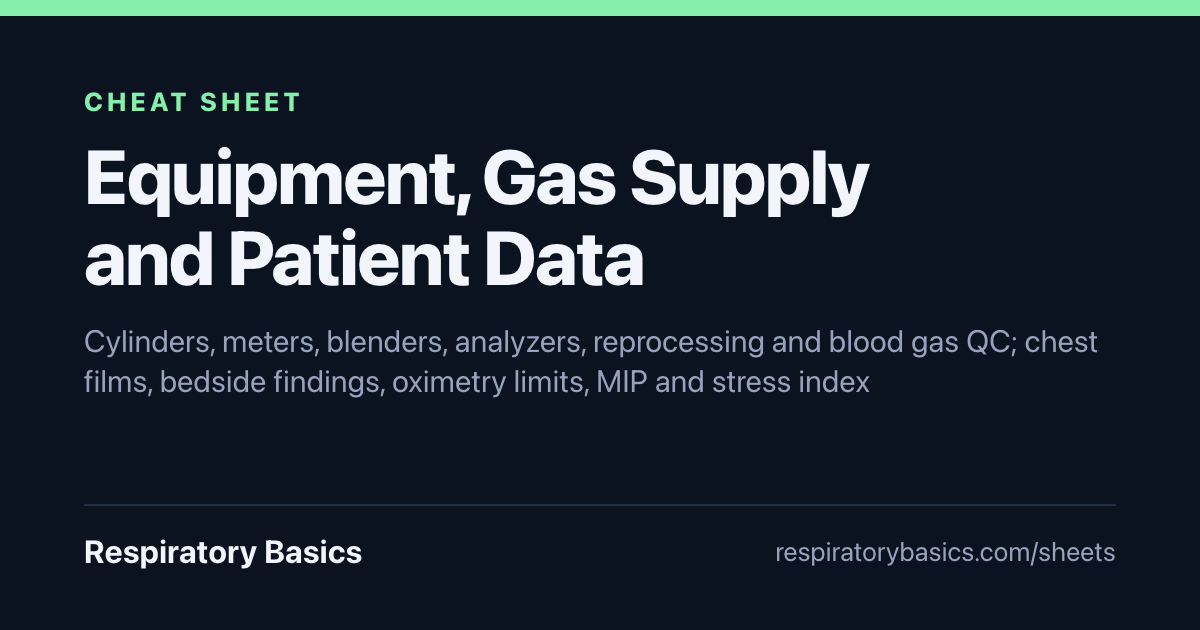 CHEAT SHEET
Equipment, Gas Supply
and Patient Data
Cylinders, meters, blenders, analyzers, reprocessing and blood gas QC; chest
films, bedside findings, oximetry limits, MIP and stress index
Respiratory Basics
respiratorybasics.com/sheets